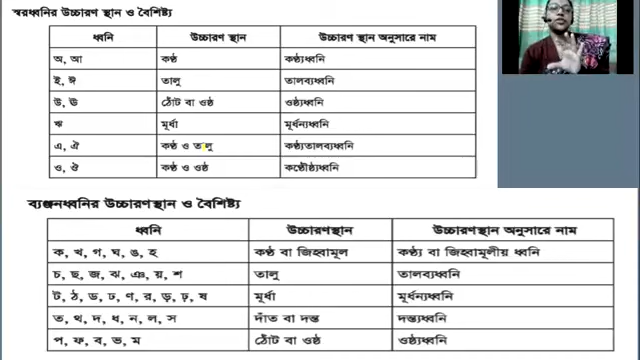 স্বরধ্বনির উচ্চারণ স্থান ও বৈশিষ্ট্য
ধ্বনি উচ্চারণ স্থান উচ্চারণ স্থান অনুসারে নাম
অ, আ কণ্ঠ কণ্ঠ্যধ্বনি
ই, ঈ তালু তালব্যধ্বনি
উ, ঊ ঠোঁট বা ওষ্ঠ ওষ্ঠ্যধ্বনি
ঋ মূর্ধা মূর্ধন্যধ্বনি
এ, ঐ কণ্ঠ ও তালু কণ্ঠ্যতালব্যধ্বনি
ও, ঔ কণ্ঠ ও ওষ্ঠ কণ্ঠৌষ্ঠ্যধ্বনি
ব্যঞ্জনধ্বনির উচ্চারণস্থান ও বৈশিষ্ট্য
ধ্বনি উচ্চারণস্থান উচ্চারণস্থান অনুসারে নাম
ক, খ, গ, ঘ, ঙ, হ কণ্ঠ বা জিহ্বামূল কণ্ঠ্য বা জিহ্বামূলীয় ধ্বনি
চ, ছ, জ, ঝ, ঞ, য়, শ তালু তালব্যধ্বনি
ট, ঠ, ড, ঢ, ণ, র, ড়, ঢ়, ষ মূর্ধা মূর্ধন্যধ্বনি
ত, থ, দ, ধ, ন, ল, স দাঁত বা দন্ত দন্ত্যধ্বনি
প, ফ, ব, ভ, ম ঠোঁট বা ওষ্ঠ ওষ্ঠ্যধ্বনি